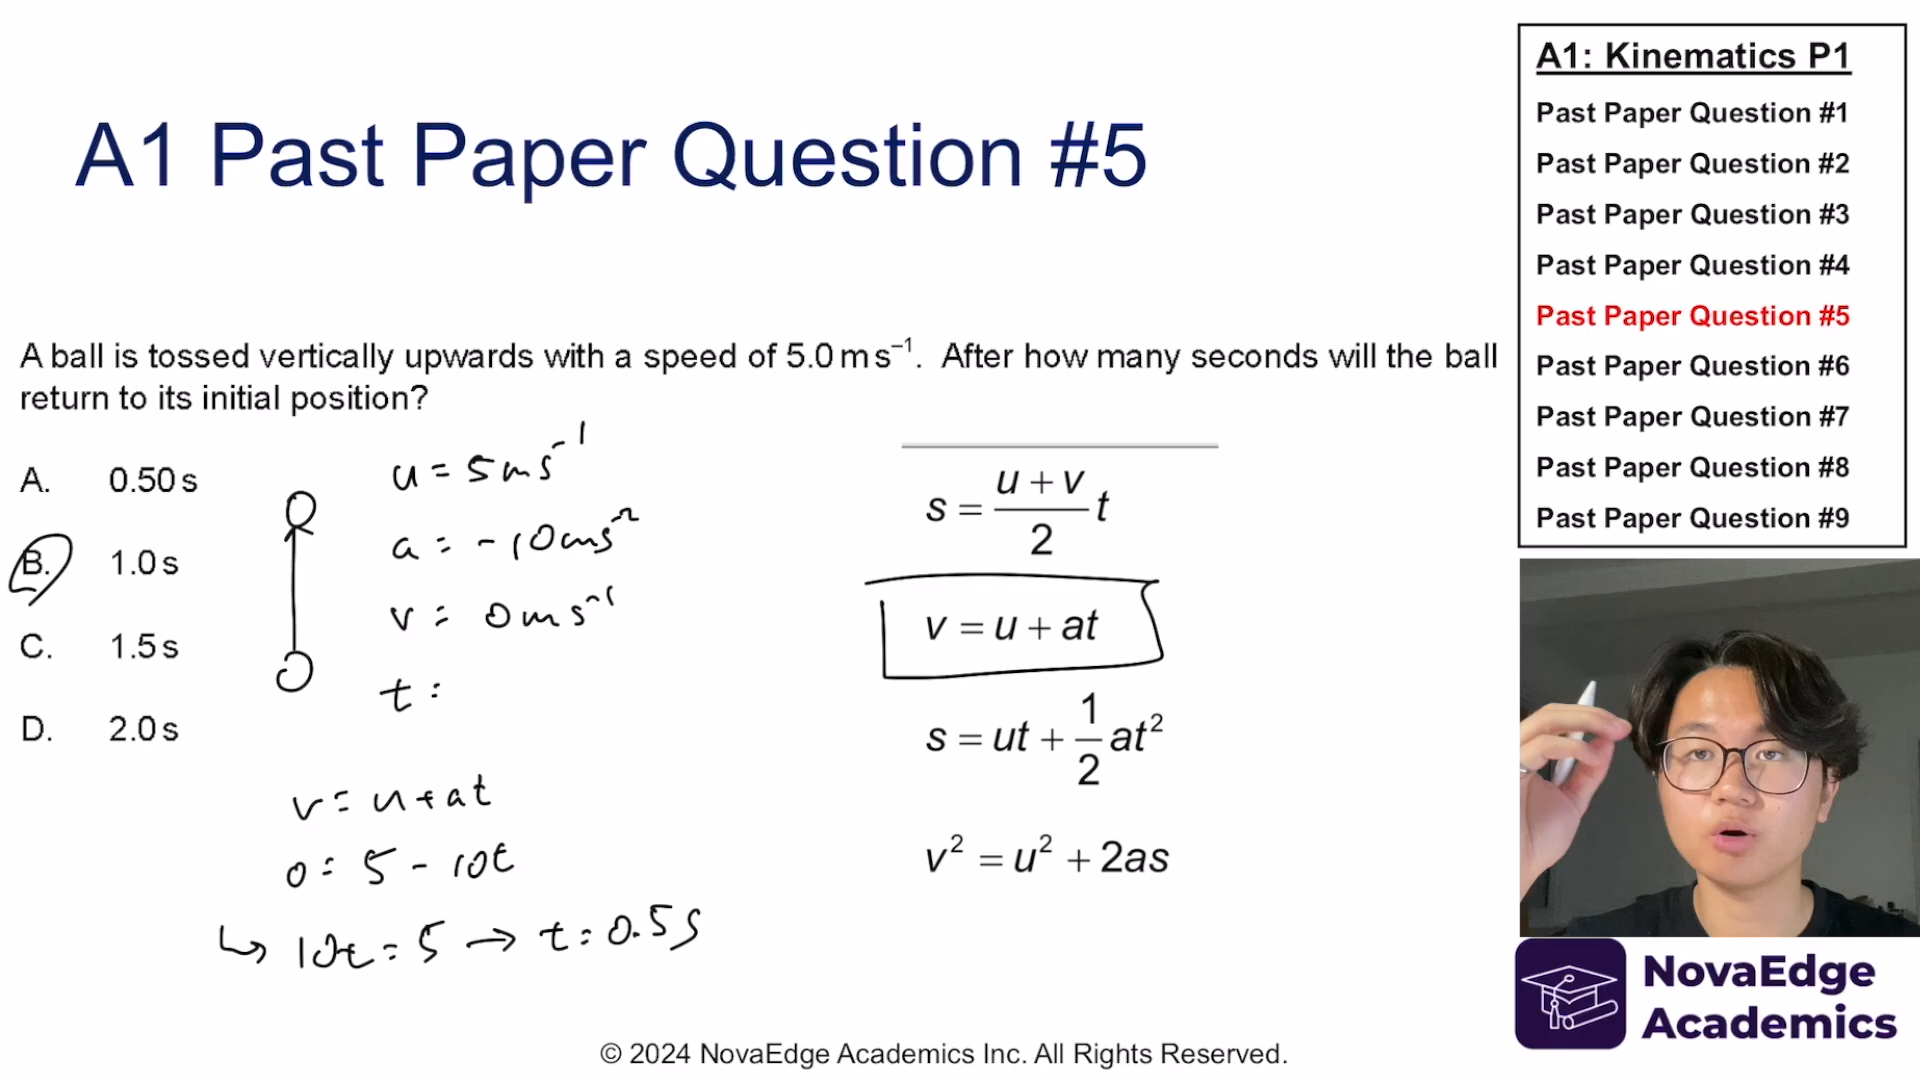 A1 Past Paper Question #5
A ball is tossed vertically upwards with a speed of 5.0 m s⁻¹. After how many seconds will the ball
return to its initial position?
A. 0.50 s
B. 1.0 s
C. 1.5 s
D. 2.0 s
u = 5 m s⁻¹
a = -10 m s⁻²
v = 0 m s⁻¹
t =
v = u + at
0 = 5 - 10t
↳ 10t = 5 → t = 0.5 s
s = (u + v)/2 t
v = u + at
s = ut + 1/2 at²
v² = u² + 2as
A1: Kinematics P1
Past Paper Question #1
Past Paper Question #2
Past Paper Question #3
Past Paper Question #4
Past Paper Question #5
Past Paper Question #6
Past Paper Question #7
Past Paper Question #8
Past Paper Question #9
NovaEdge
Academics
© 2024 NovaEdge Academics Inc. All Rights Reserved.